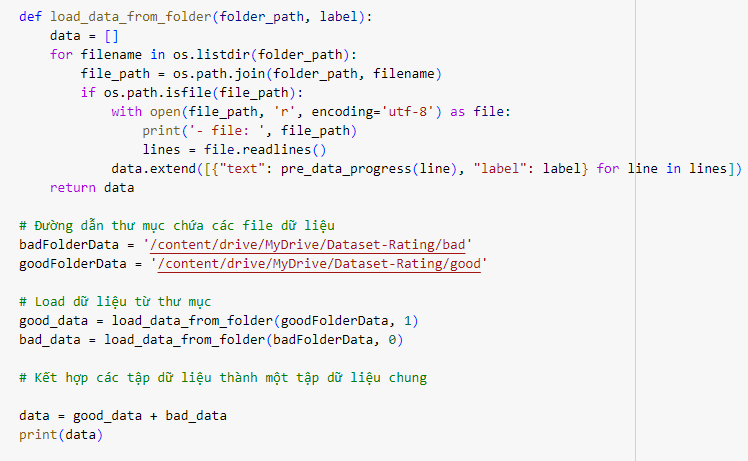 def load_data_from_folder(folder_path, label):
    data = []
    for filename in os.listdir(folder_path):
        file_path = os.path.join(folder_path, filename)
        if os.path.isfile(file_path):
            with open(file_path, 'r', encoding='utf-8') as file:
                print('- file: ', file_path)
                lines = file.readlines()
            data.extend([{"text": pre_data_progress(line), "label": label} for line in lines])
    return data

# Đường dẫn thư mục chứa các file dữ liệu
badFolderData = '/content/drive/MyDrive/Dataset-Rating/bad'
goodFolderData = '/content/drive/MyDrive/Dataset-Rating/good'

# Load dữ liệu từ thư mục
good_data = load_data_from_folder(goodFolderData, 1)
bad_data = load_data_from_folder(badFolderData, 0)

# Kết hợp các tập dữ liệu thành một tập dữ liệu chung

data = good_data + bad_data
print(data)